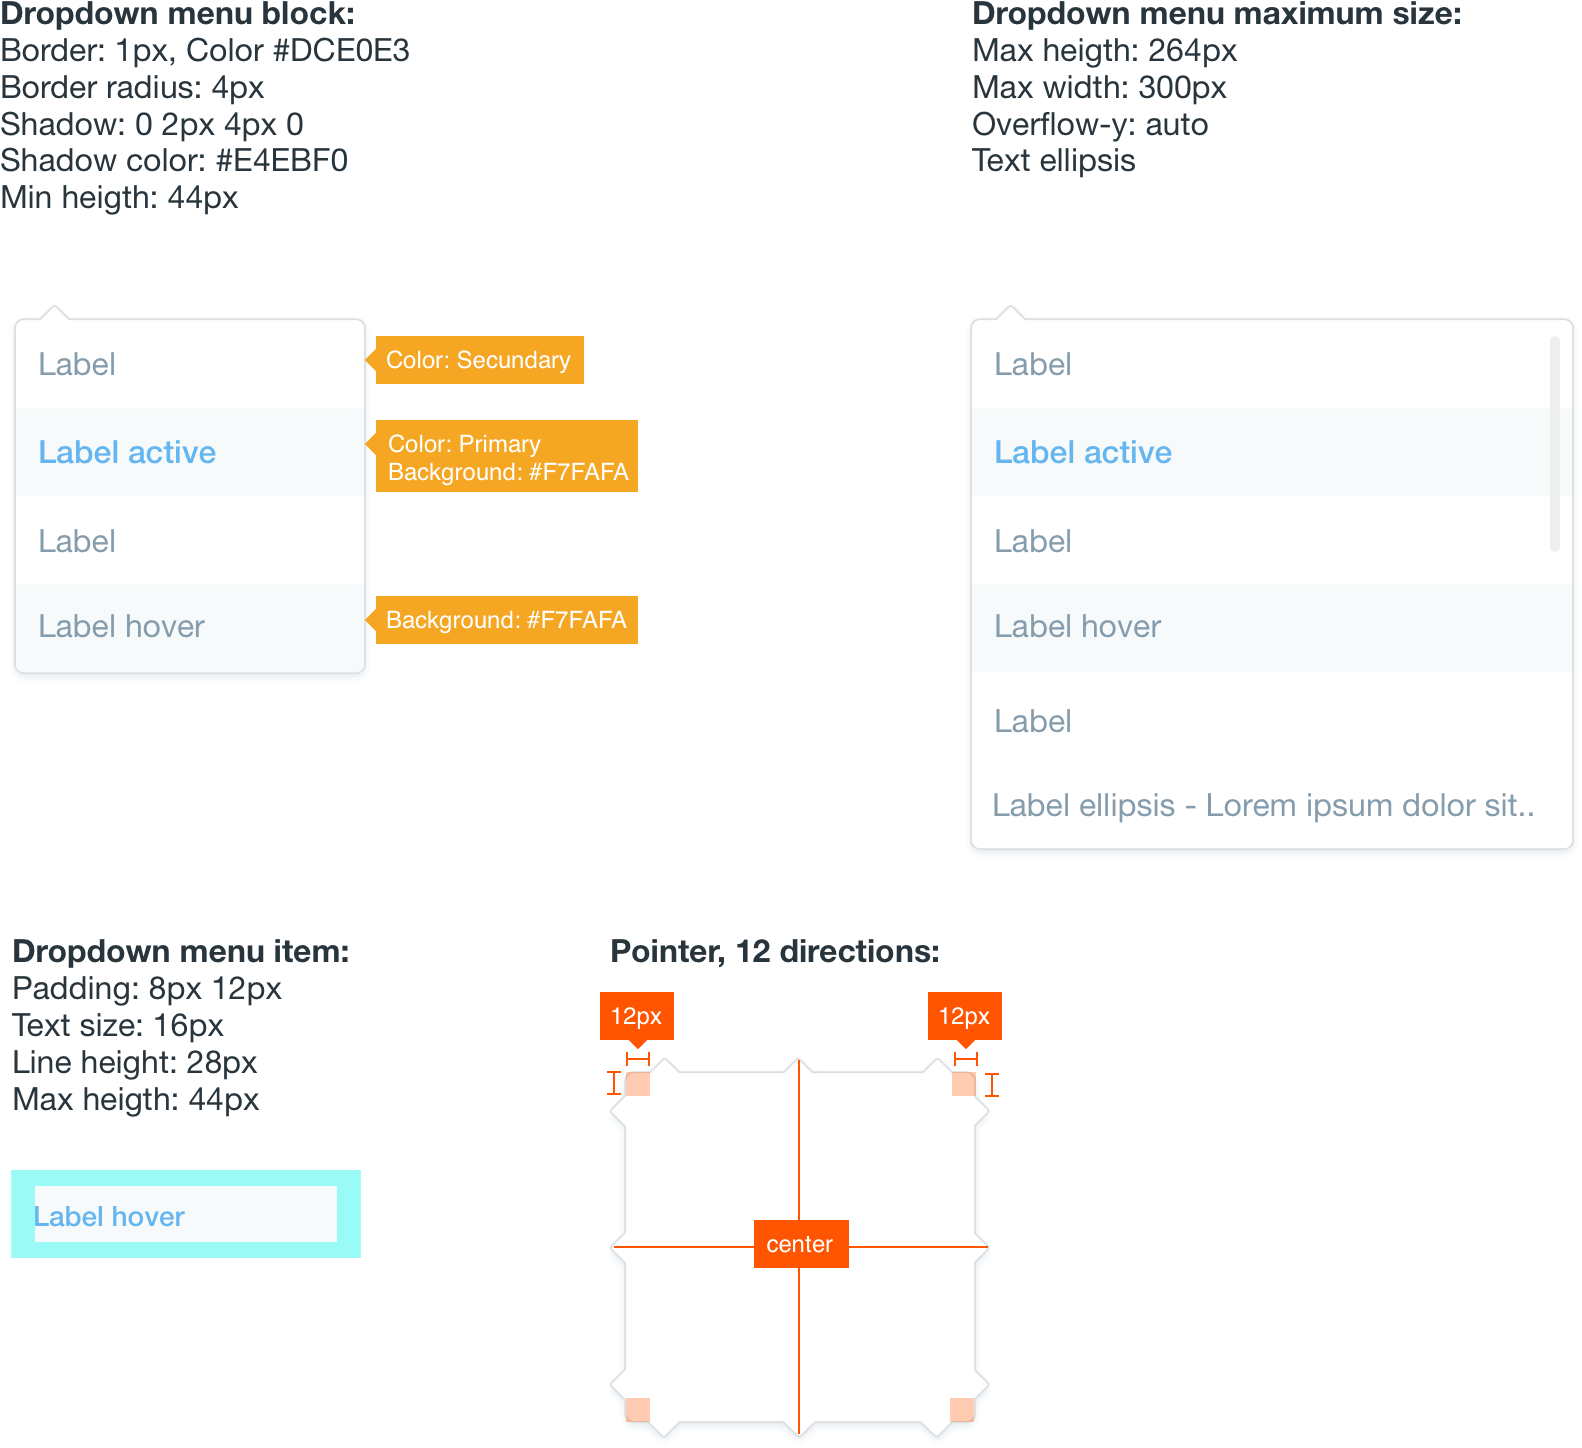 Dropdown menu block:
Border: 1px, Color #DCE0E3
Border radius: 4px
Shadow: 0 2px 4px 0
Shadow color: #E4EBF0
Min heigth: 44px
Dropdown menu maximum size:
Max heigth: 264px
Max width: 300px
Overflow-y: auto
Text ellipsis
Label
Label active
Label
Label hover
Color: Secundary
Color: Primary
Background: #F7FAFA
Background: #F7FAFA
Label
Label active
Label
Label hover
Label
Label ellipsis - Lorem ipsum dolor sit..
Dropdown menu item:
Padding: 8px 12px
Text size: 16px
Line height: 28px
Max heigth: 44px
Label hover
Pointer, 12 directions:
12px
12px
center